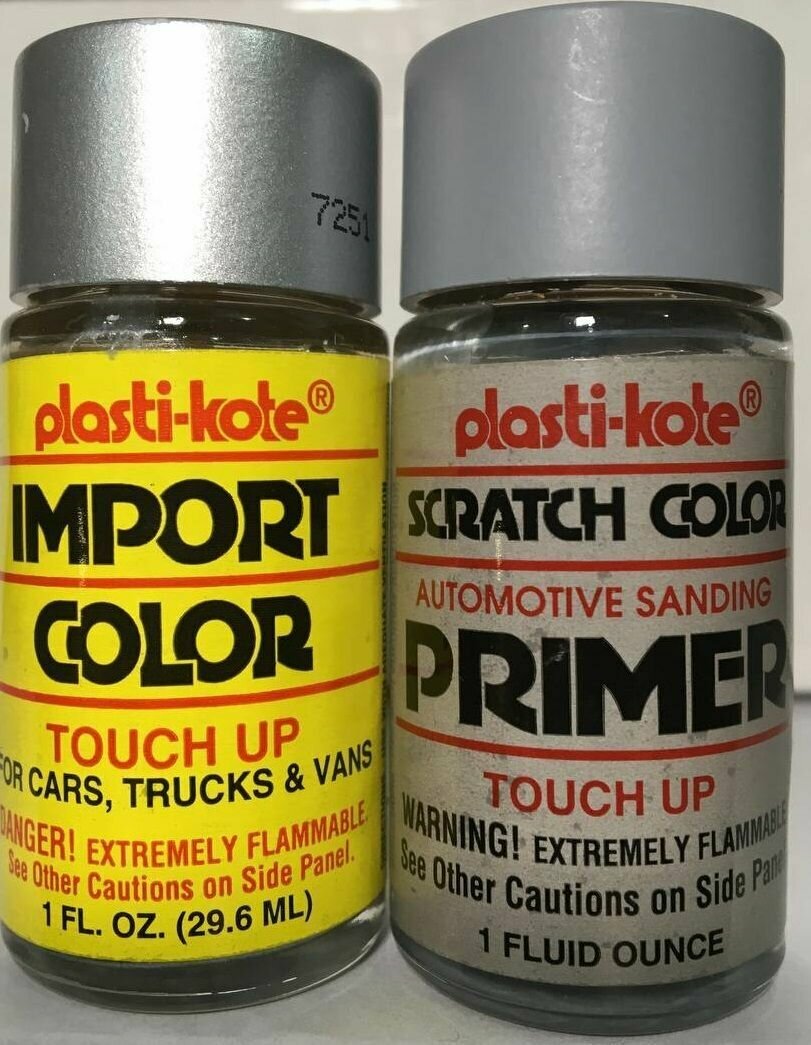 7251
plasti-kote®
IMPORT
COLOR
TOUCH UP
FOR CARS, TRUCKS & VANS
DANGER! EXTREMELY FLAMMABLE.
See Other Cautions on Side Panel.
1 FL. OZ. (29.6 ML)
plasti-kote®
SCRATCH COLOR
AUTOMOTIVE SANDING
PRIMER
TOUCH UP
WARNING! EXTREMELY FLAMMABLE
See Other Cautions on Side Panel
1 FLUID OUNCE